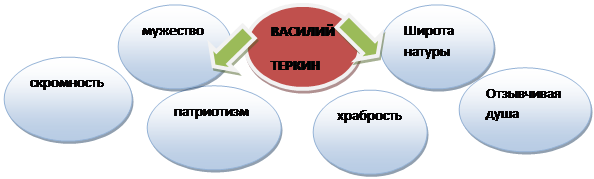 мужество
ВАСИЛИЙ
ТЕРКИН
Широта
натуры
скромность
патриотизм
храбрость
Отзывчивая
душа